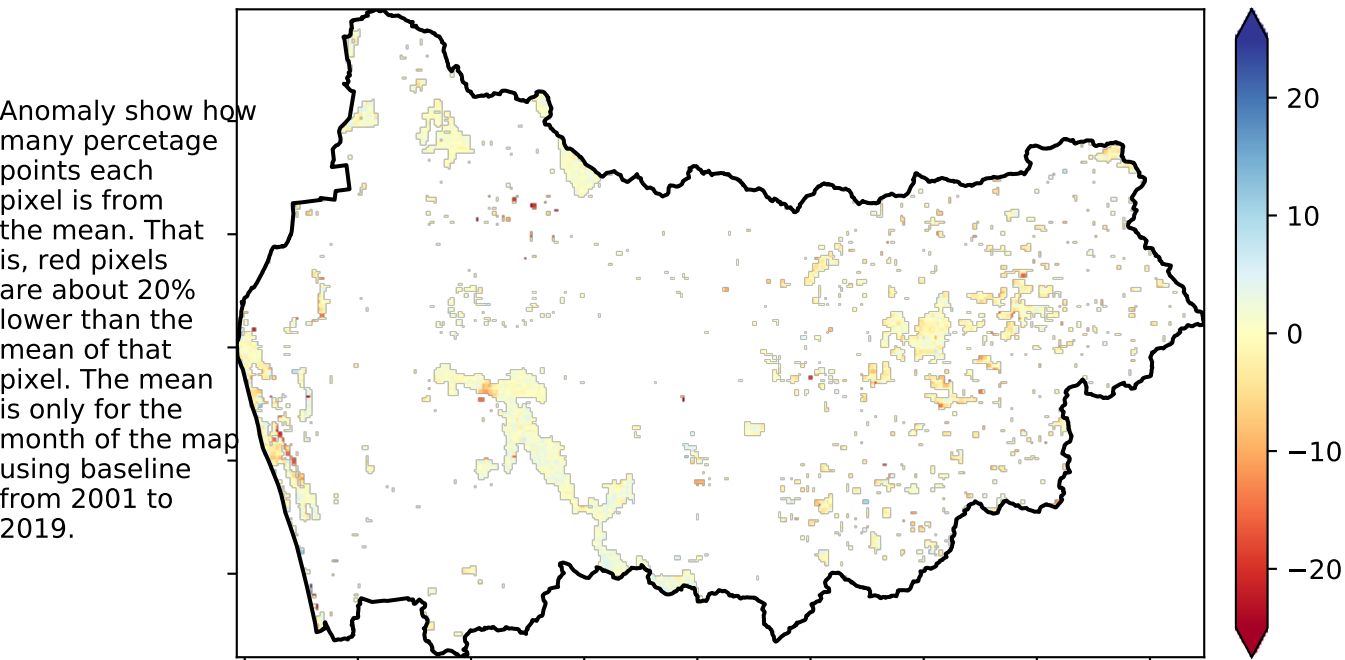 Anomaly show how
many percetage
points each
pixel is from
the mean. That
is, red pixels
are about 20%
lower than the
mean of that
pixel. The mean
is only for the
month of the map
using baseline
from 2001 to
2019.
20
10
0
−10
−20